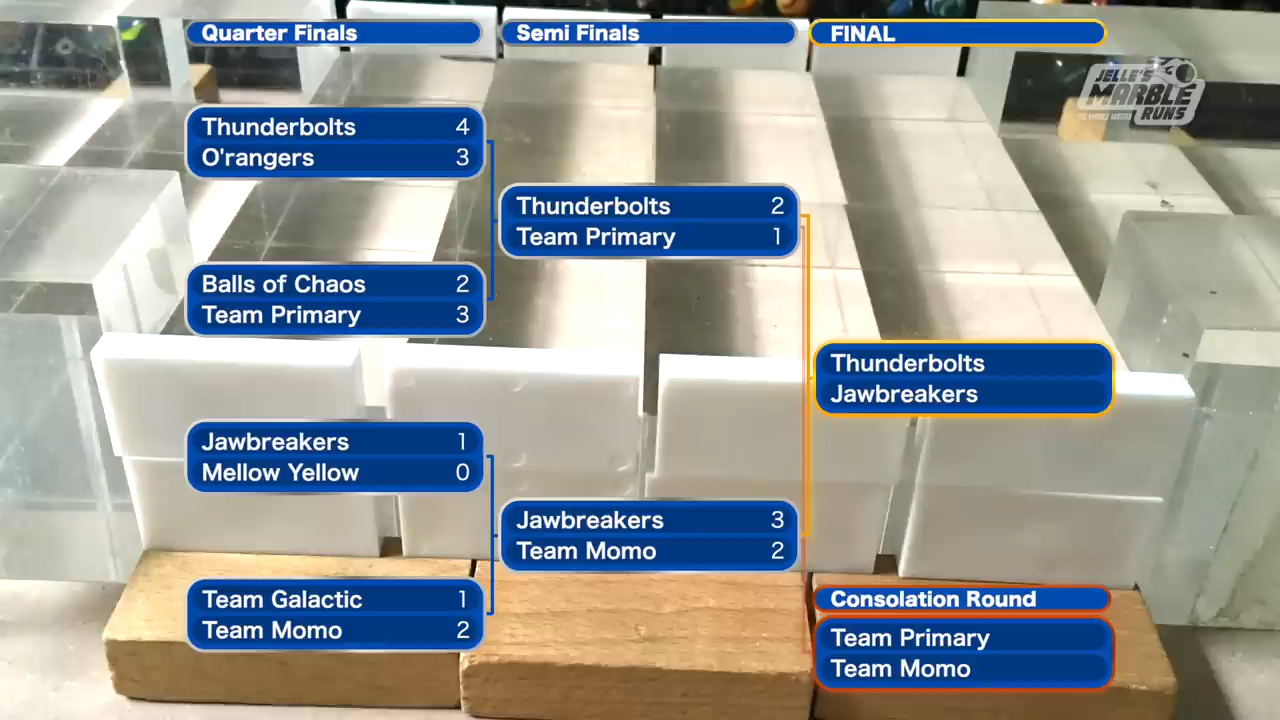 Quarter Finals
Semi Finals
FINAL
JELLE'S
MARBLE
RUNS
Thunderbolts 4
O'rangers 3
Balls of Chaos 2
Team Primary 3
Jawbreakers 1
Mellow Yellow 0
Team Galactic 1
Team Momo 2
Thunderbolts 2
Team Primary 1
Jawbreakers 3
Team Momo 2
Thunderbolts
Jawbreakers
Consolation Round
Team Primary
Team Momo